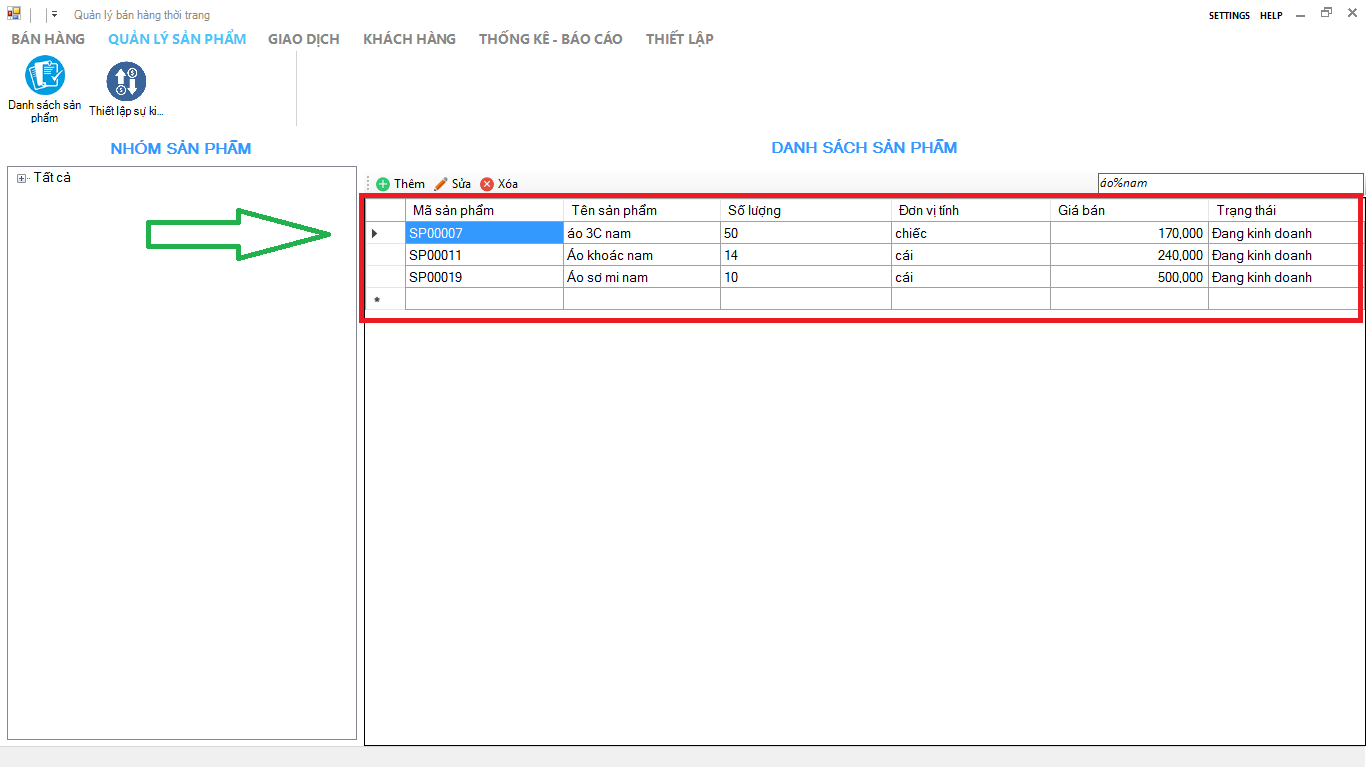 Quản lý bán hàng thời trang
SETTINGS HELP
BÁN HÀNG QUẢN LÝ SẢN PHẨM GIAO DỊCH KHÁCH HÀNG THỐNG KÊ - BÁO CÁO THIẾT LẬP
Danh sách sản
phẩm
Thiết lập sự ki...
NHÓM SẢN PHẨM
Tất cả
DANH SÁCH SẢN PHẨM
Thêm Sửa Xóa
áo%nam
Mã sản phẩm Tên sản phẩm Số lượng Đơn vị tính Giá bán Trạng thái
SP00007 áo 3C nam 50 chiếc 170,000 Đang kinh doanh
SP00011 Áo khoác nam 14 cái 240,000 Đang kinh doanh
SP00019 Áo sơ mi nam 10 cái 500,000 Đang kinh doanh
*